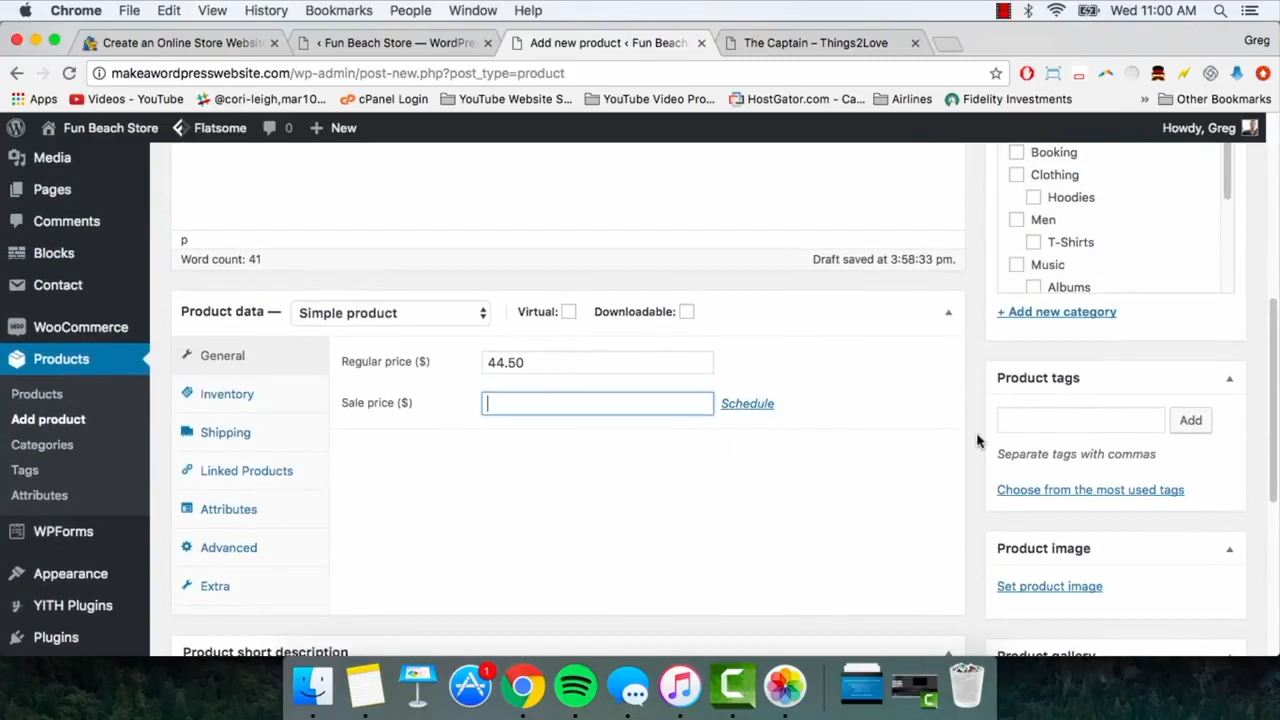 Chrome File Edit View History Bookmarks People Window Help Wed 11:00 AM
Create an Online Store Websit
‹ Fun Beach Store — WordPre
Add new product ‹ Fun Beach
The Captain – Things2Love
Greg
makeawordpresswebsite.com/wp-admin/post-new.php?post_type=product
Apps Videos - YouTube @cori-leigh,mar10... cPanel Login YouTube Website S... YouTube Video Pro... HostGator.com - Ca... Airlines Fidelity Investments » Other Bookmarks
Fun Beach Store Flatsome 0 + New Howdy, Greg
Media
Pages
Comments
Blocks
Contact
WooCommerce
Products
Products
Add product
Categories
Tags
Attributes
WPForms
Appearance
YITH Plugins
Plugins
p
Word count: 41 Draft saved at 3:58:33 pm.
Product data — Simple product Virtual: Downloadable:
General
Inventory
Shipping
Linked Products
Attributes
Advanced
Extra
Regular price ($) 44.50
Sale price ($) Schedule
Product short description
Booking
Clothing
Hoodies
Men
T-Shirts
Music
Albums
+ Add new category
Product tags
Add
Separate tags with commas
Choose from the most used tags
Product image
Set product image
Product gallery
1